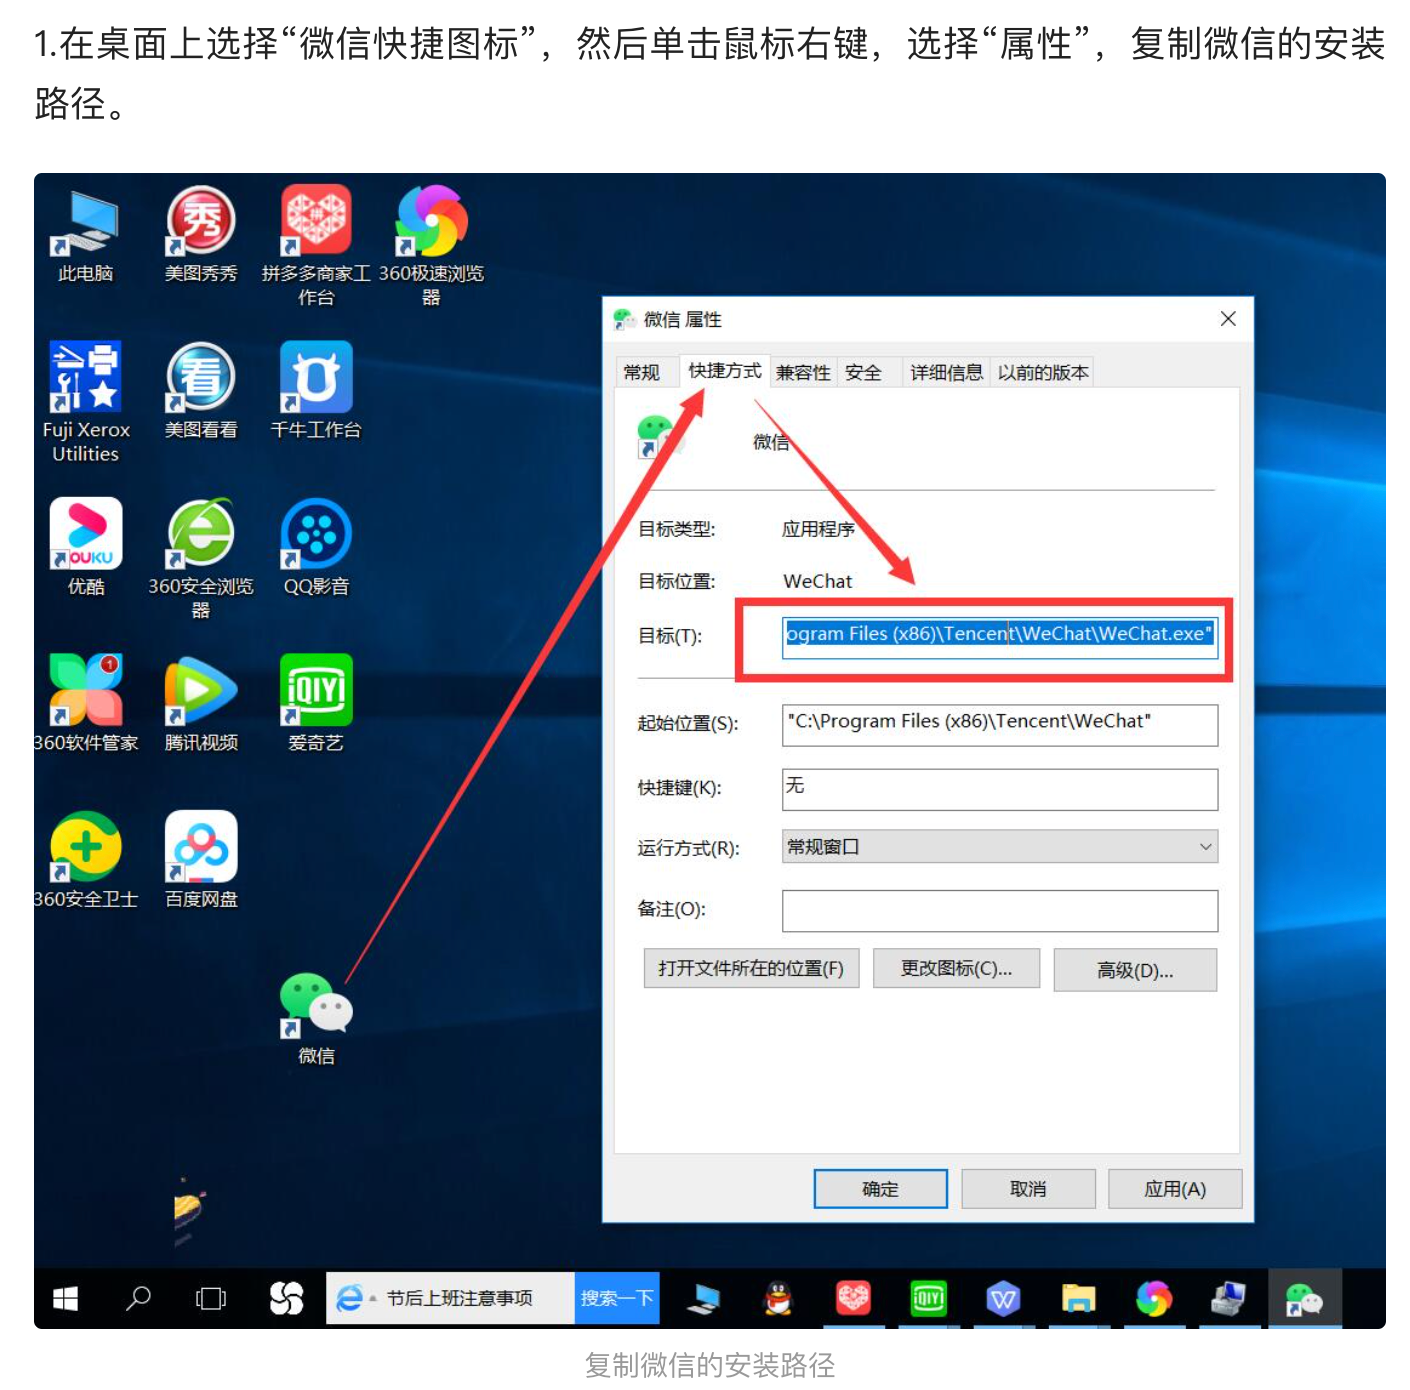 1.在桌面上选择“微信快捷图标”，然后单击鼠标右键，选择“属性”，复制微信的安装
路径。
此电脑
美图秀秀
拼多多商家工
作台
360极速浏览
器
Fuji Xerox
Utilities
美图看看
千牛工作台
OUKU
优酷
360安全浏览
器
QQ影音
1
360软件管家
腾讯视频
iQIYI
爱奇艺
360安全卫士
百度网盘
微信
微信 属性
常规
快捷方式
兼容性
安全
详细信息
以前的版本
微信
目标类型:
应用程序
目标位置:
WeChat
目标(T):
ogram Files (x86)\Tencent\WeChat\WeChat.exe"
起始位置(S):
"C:\Program Files (x86)\Tencent\WeChat"
快捷键(K):
无
运行方式(R):
常规窗口
备注(O):
打开文件所在的位置(F)
更改图标(C)...
高级(D)...
确定
取消
应用(A)
节后上班注意事项
搜索一下
iQIYI
W
复制微信的安装路径
秀
拼
看